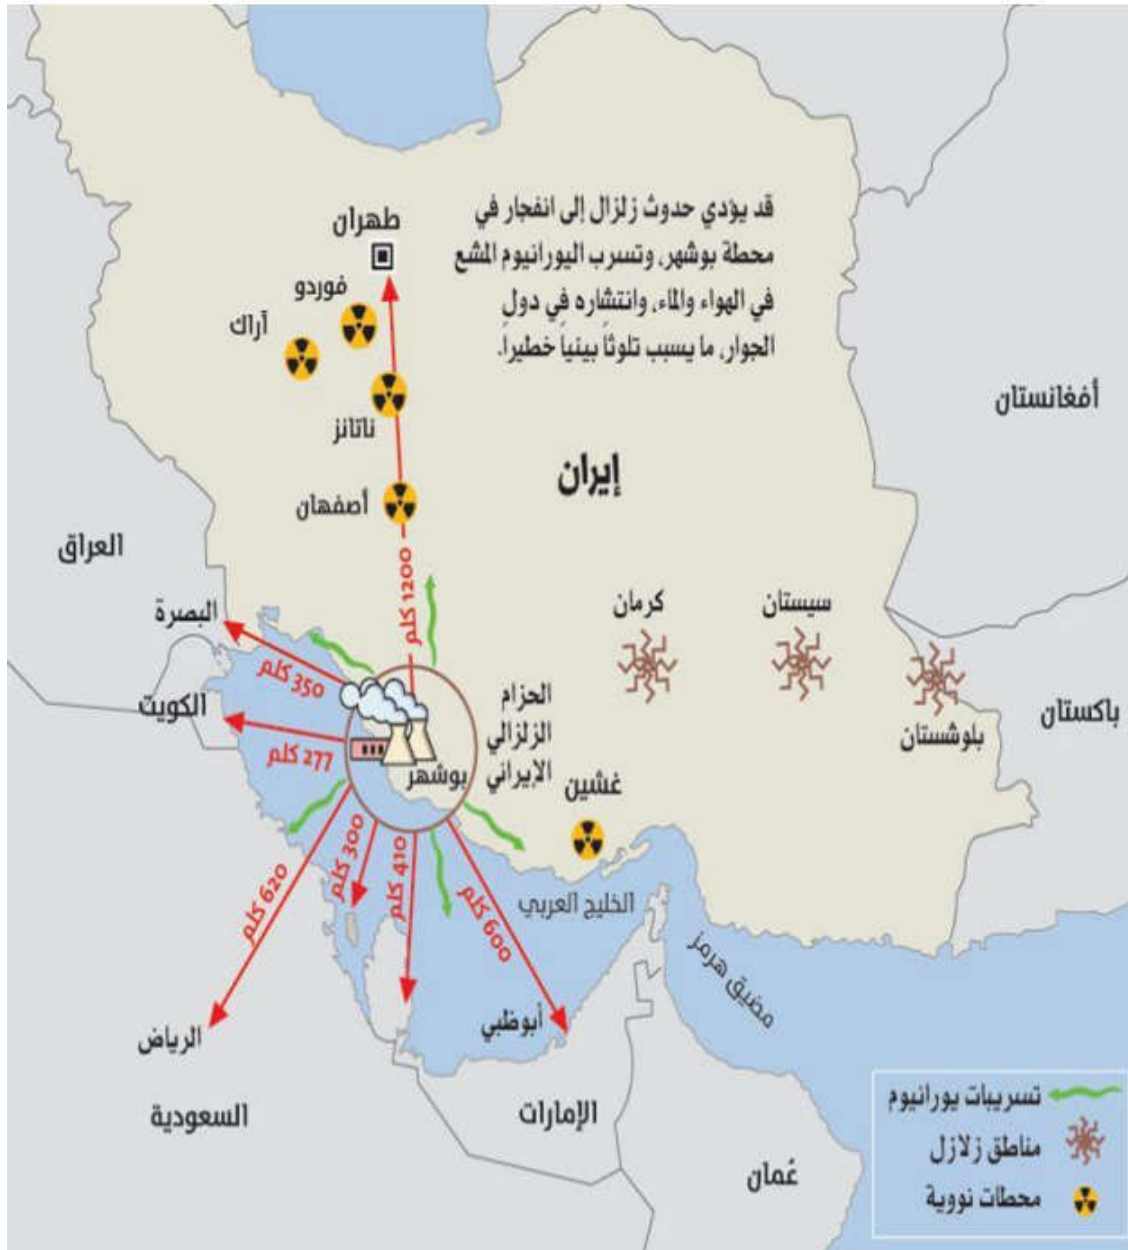 طهران
فوردو
آراك
ناتانز
أصفهان
قد يؤدي حدوث زلزال إلى انفجار في
محطة بوشهر، وتسرب اليورانيوم المشع
في الهواء والماء، وانتشاره في دول
الجوار، ما يسبب تلوثاً بينياً خطيراً.
أفغانستان
إيران
العراق
1200 كلم
البصرة
350 كلم
كرمان
سيستان
بلوشستان
باكستان
الكويت
277 كلم
الحزام
الزلزالي
الإيراني
بوشهر
غشين
620 كلم
300 كلم
410 كلم
600 كلم
الخليج العربي
مضيق هرمز
الرياض
أبوظبي
السعودية
الإمارات
عُمان
تسريبات يورانيوم
مناطق زلازل
محطات نووية